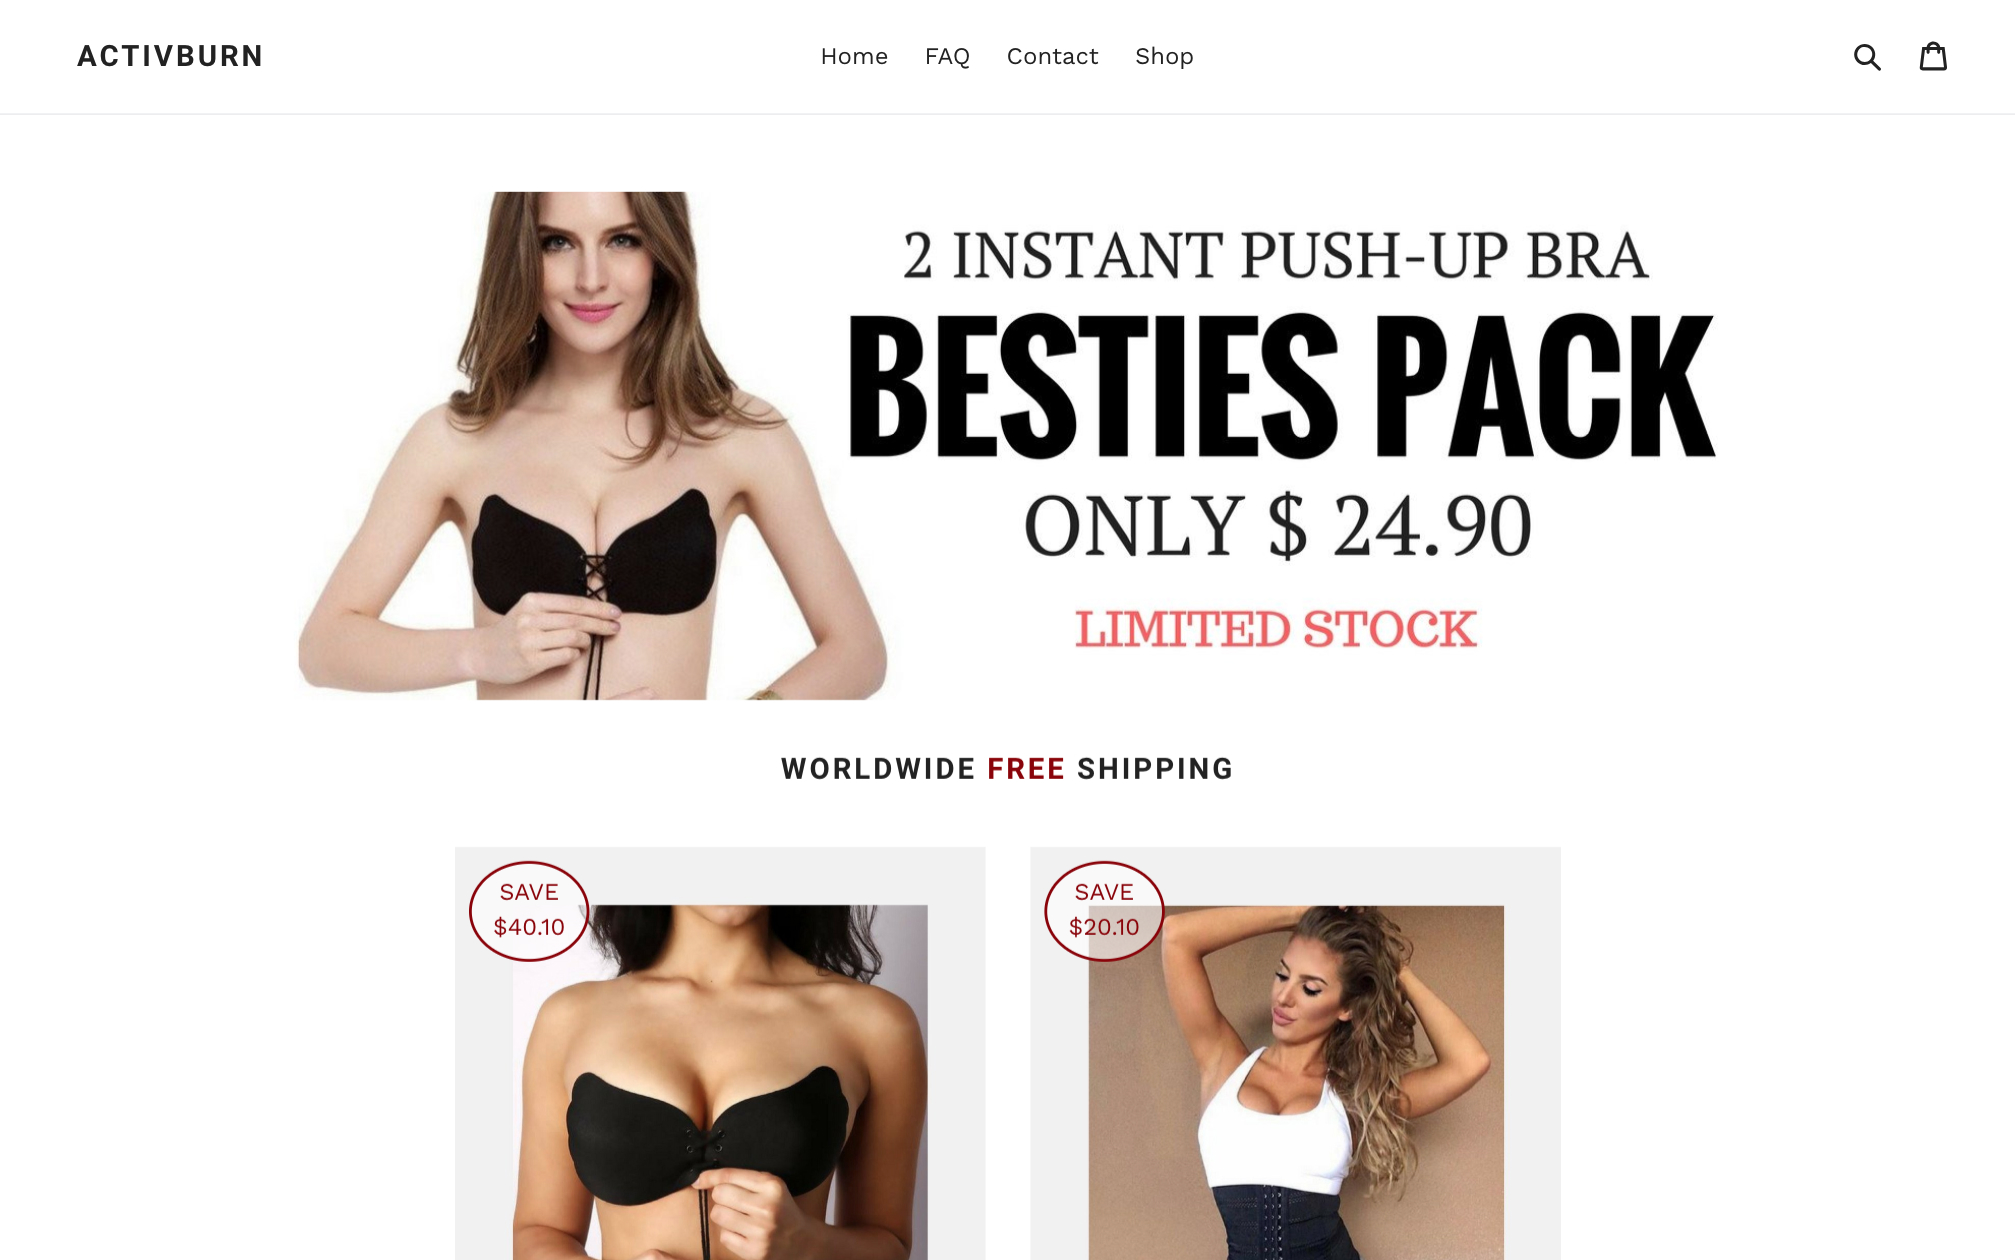 ACTIVBURN
Home FAQ Contact Shop
2 INSTANT PUSH-UP BRA
BESTIES PACK
ONLY $ 24.90
LIMITED STOCK
WORLDWIDE FREE SHIPPING
SAVE
$40.10
SAVE
$20.10